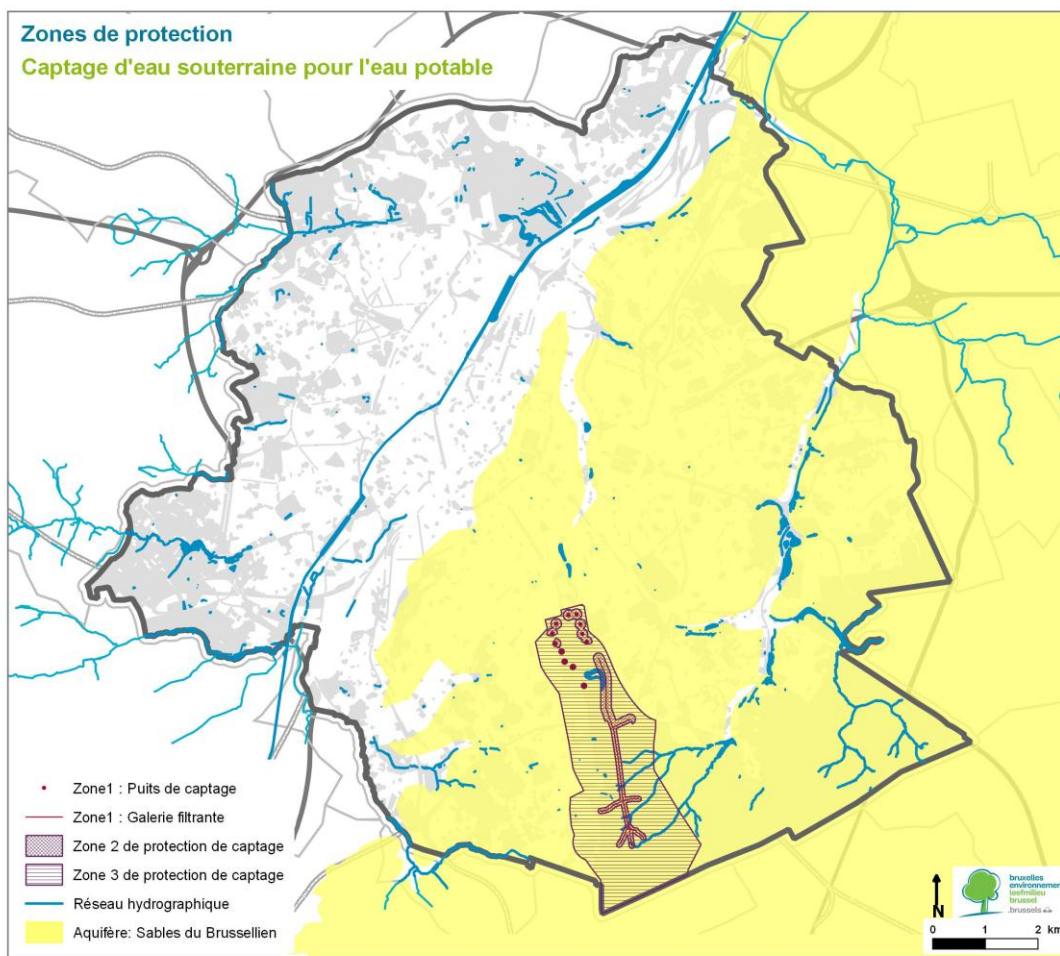 Zones de protection
Captage d'eau souterraine pour l'eau potable
Zone1 : Puits de captage
Zone1 : Galerie filtrante
Zone 2 de protection de captage
Zone 3 de protection de captage
Réseau hydrographique
Aquifère: Sables du Brussellien
N
bruxelles
environnement
leefmilieu
brussel
.brussels
0 1 2 km